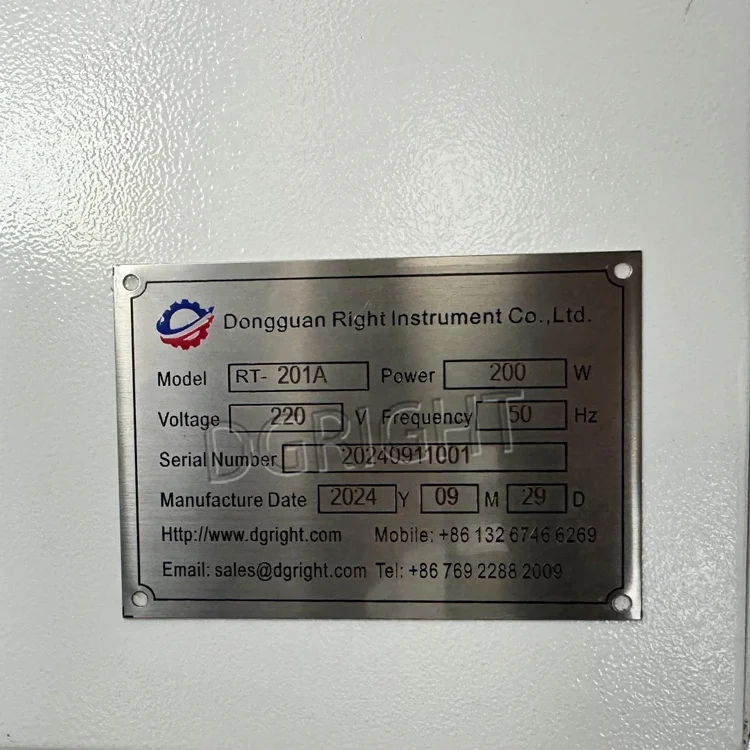 Dongguan Right Instrument Co.,Ltd.
Model RT- 201A Power 200 W
Voltage 220 V Frequency 50 Hz
DGRIGHT
Serial Number 20240911001
Manufacture Date 2024 Y 09 M 29 D
Http://www.dgright.com Mobile: +86 132 6746 6269
Email: sales@dgright.com Tel: +86 769 2288 2009